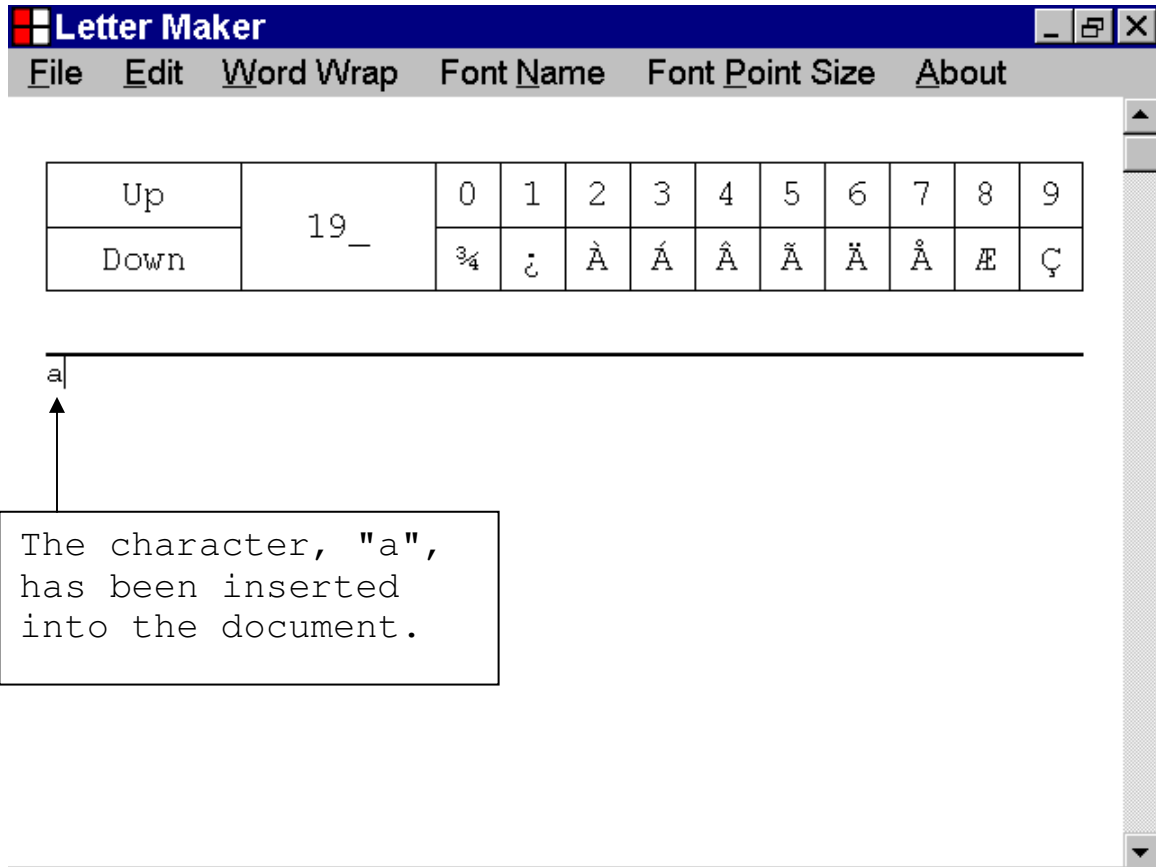 Letter Maker
File Edit Word Wrap Font Name Font Point Size About
Up 19_ 0 1 2 3 4 5 6 7 8 9
Down ¾ ¿ À Á Â Ã Ä Å Æ Ç
a
The character, "a",
has been inserted
into the document.